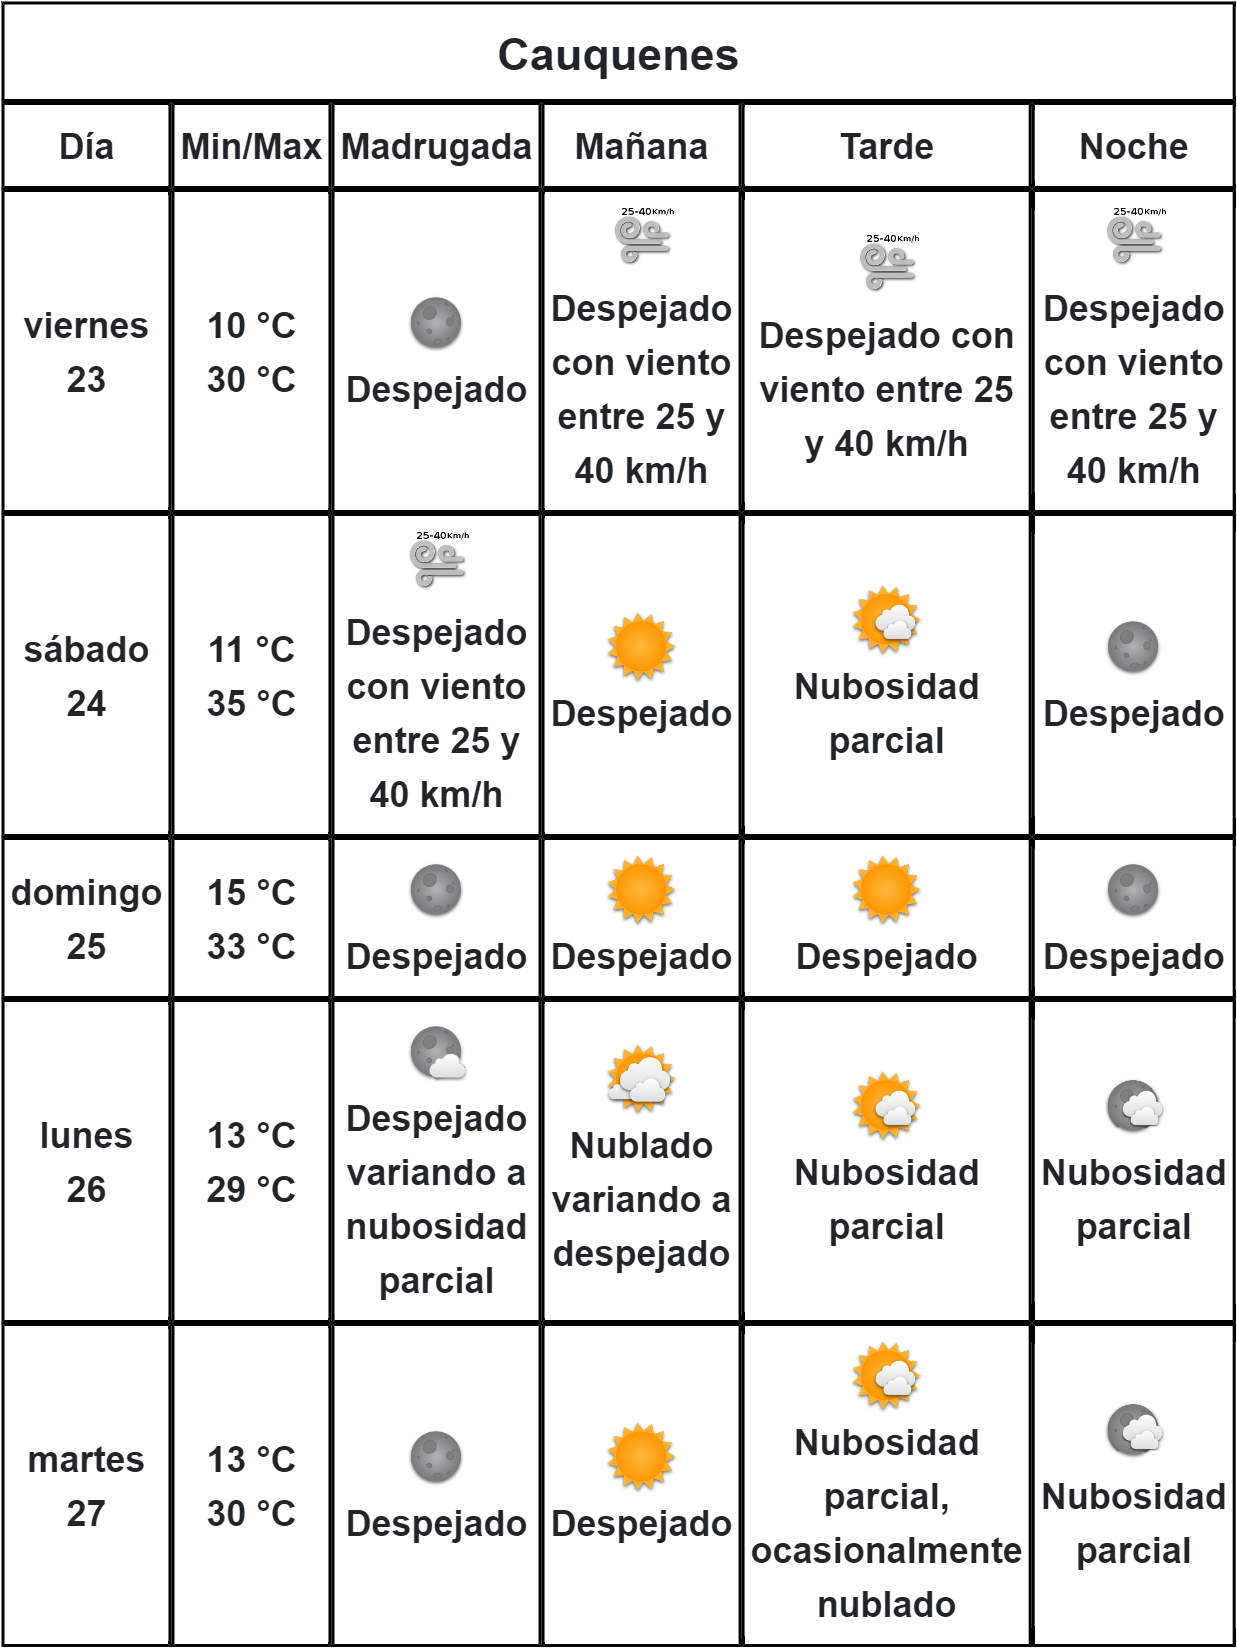 Cauquenes
Día Min/Max Madrugada Mañana Tarde Noche
viernes
23
10 °C
30 °C
Despejado
25-40Km/h
Despejado
con viento
entre 25 y
40 km/h
25-40Km/h
Despejado con
viento entre 25
y 40 km/h
25-40Km/h
Despejado
con viento
entre 25 y
40 km/h
sábado
24
11 °C
35 °C
25-40Km/h
Despejado
con viento
entre 25 y
40 km/h
Despejado
Nubosidad
parcial
Despejado
domingo
25
15 °C
33 °C
Despejado
Despejado
Despejado
Despejado
lunes
26
13 °C
29 °C
Despejado
variando a
nubosidad
parcial
Nublado
variando a
despejado
Nubosidad
parcial
Nubosidad
parcial
martes
27
13 °C
30 °C
Despejado
Despejado
Nubosidad
parcial,
ocasionalmente
nublado
Nubosidad
parcial